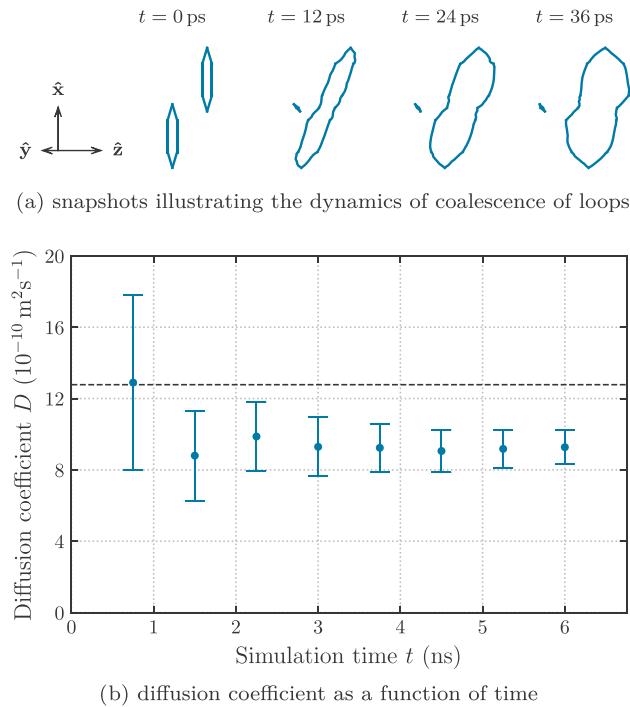 t = 0 ps t = 12 ps t = 24 ps t = 36 ps
x̂
ŷ ẑ
(a) snapshots illustrating the dynamics of coalescence of loops
20
16
12
8
4
0
Diffusion coefficient D (10⁻¹⁰ m²s⁻¹)
0 1 2 3 4 5 6
Simulation time t (ns)
(b) diffusion coefficient as a function of time